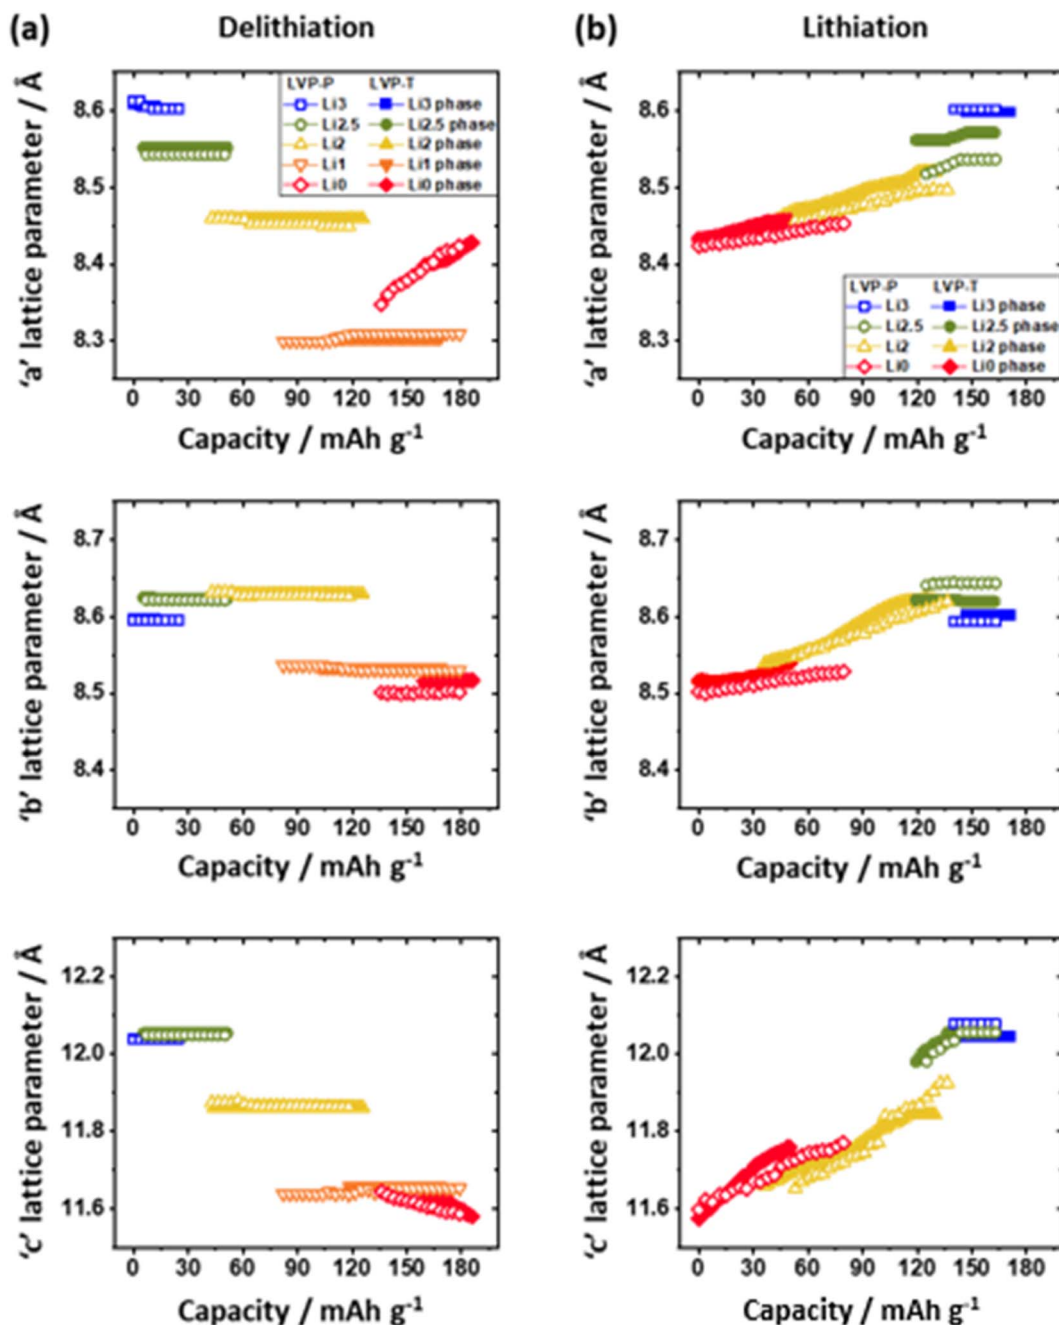 (a) Delithiation
‘a’ lattice parameter / Å
8.6
8.5
8.4
8.3
LVP-P LVP-T
Li3 Li3 phase
Li2.5 Li2.5 phase
Li2 Li2 phase
Li1 Li1 phase
Li0 Li0 phase
0 30 60 90 120 150 180
Capacity / mAh g⁻¹
(b) Lithiation
‘a’ lattice parameter / Å
8.6
8.5
8.4
8.3
LVP-P LVP-T
Li3 Li3 phase
Li2.5 Li2.5 phase
Li2 Li2 phase
Li0 Li0 phase
0 30 60 90 120 150 180
Capacity / mAh g⁻¹
‘b’ lattice parameter / Å
8.7
8.6
8.5
8.4
0 30 60 90 120 150 180
Capacity / mAh g⁻¹
‘b’ lattice parameter / Å
8.7
8.6
8.5
8.4
0 30 60 90 120 150 180
Capacity / mAh g⁻¹
‘c’ lattice parameter / Å
12.2
12.0
11.8
11.6
0 30 60 90 120 150 180
Capacity / mAh g⁻¹
‘c’ lattice parameter / Å
12.2
12.0
11.8
11.6
0 30 60 90 120 150 180
Capacity / mAh g⁻¹